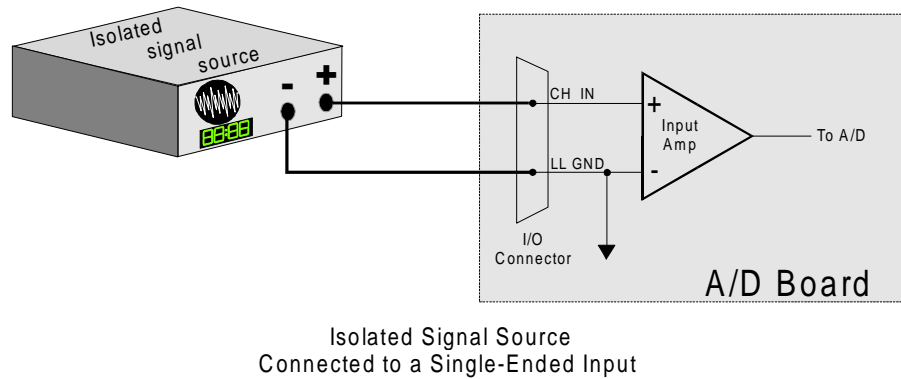 Isolated
signal
source
- +
88:88
CH IN
+
Input
Amp
To A/D
LL GND
-
I/O
Connector
A/D Board
Isolated Signal Source
Connected to a Single-Ended Input